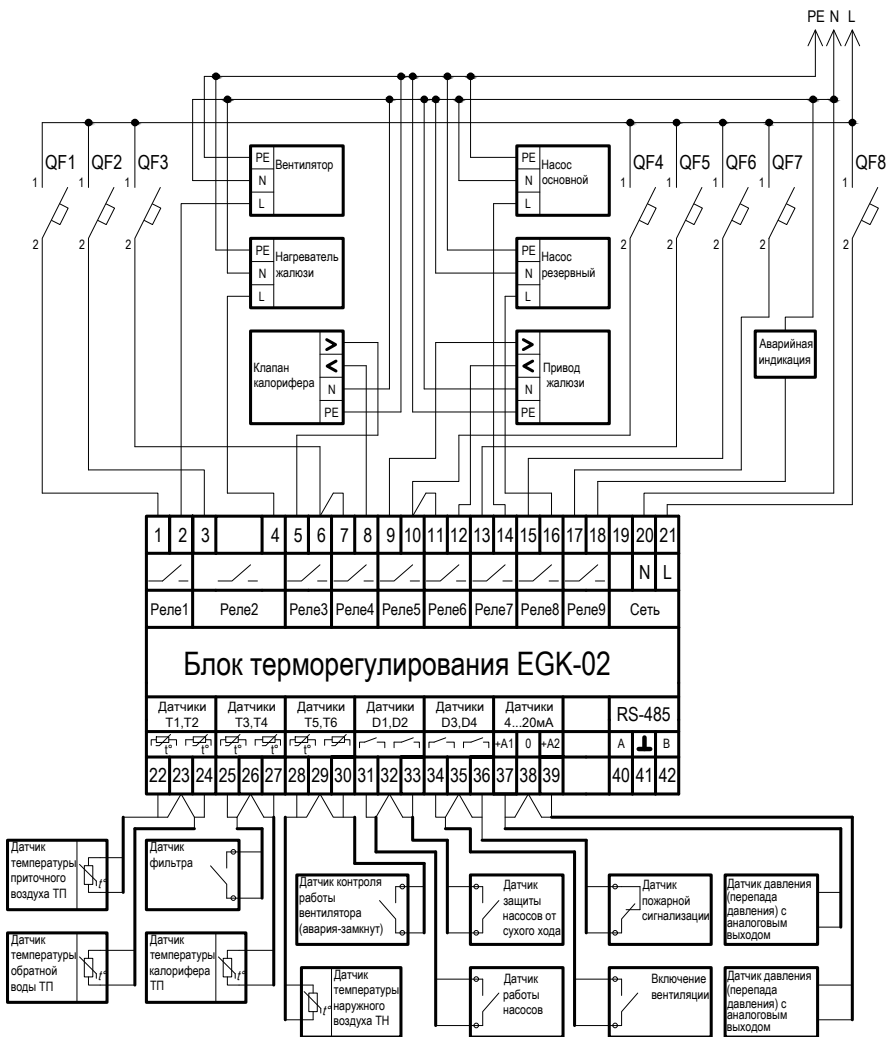 PE N L
QF1 QF2 QF3 QF4 QF5 QF6 QF7 QF8
1 1 1 1 1 1 1 1
2 2 2 2 2 2 2 2
PE
N
L
Вентилятор
PE
N
L
Насос
основной
PE
N
L
Нагреватель
жалюзи
PE
N
L
Насос
резервный
Клапан
калорифера
>
<
N
PE
Привод
жалюзи
>
<
N
PE
Аварийная
индикация
1 2 3 4 5 6 7 8 9 10 11 12 13 14 15 16 17 18 19 20 21
N L
Реле1 Реле2 Реле3 Реле4 Реле5 Реле6 Реле7 Реле8 Реле9 Сеть
Блок терморегулирования EGK-02
Датчики
T1,T2
Датчики
T3,T4
Датчики
T5,T6
Датчики
D1,D2
Датчики
D3,D4
Датчики
4...20мА
RS-485
t° t° t° t° t° +A1 0 +A2 A B
22 23 24 25 26 27 28 29 30 31 32 33 34 35 36 37 38 39 40 41 42
Датчик
температуры
приточного
воздуха ТП
t°
Датчик
фильтра
Датчик контроля
работы
вентилятора
(авария-замкнут)
Датчик
защиты
насосов от
сухого хода
Датчик
пожарной
сигнализации
Датчик давления
(перепада
давления) с
аналоговым
выходом
Датчик
температуры
обратной
воды ТП
t°
Датчик
температуры
калорифера
ТП
t°
Датчик
температуры
наружного
воздуха ТН
t°
Датчик
работы
насосов
Включение
вентиляции
Датчик давления
(перепада
давления) с
аналоговым
выходом